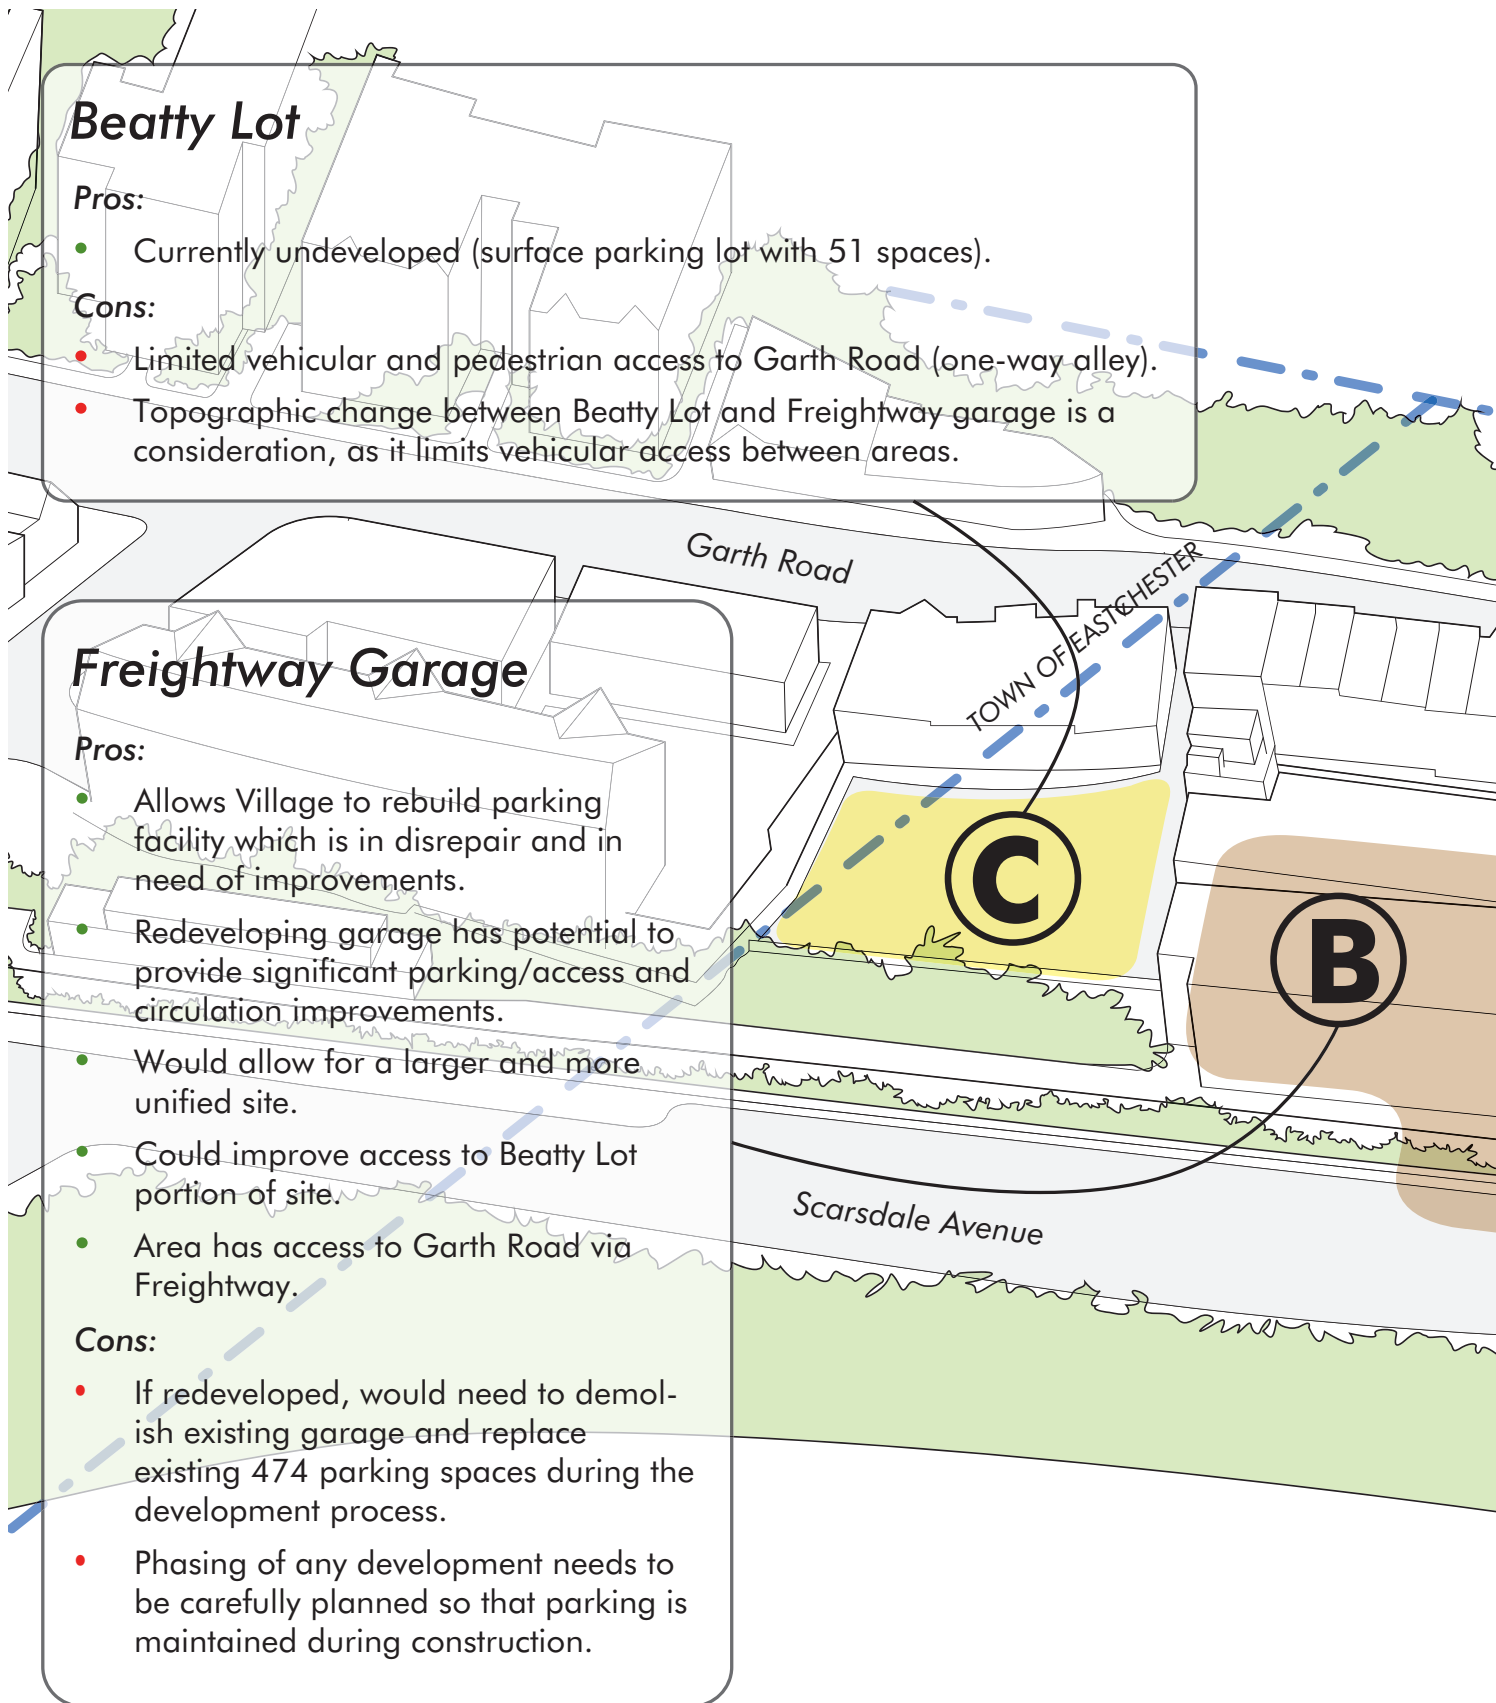 Beatty Lot
Pros:
• Currently undeveloped (surface parking lot with 51 spaces).
Cons:
• Limited vehicular and pedestrian access to Garth Road (one-way alley).
• Topographic change between Beatty Lot and Freightway garage is a
consideration, as it limits vehicular access between areas.
Garth Road
TOWN OF EASTCHESTER
Freightway Garage
Pros:
• Allows Village to rebuild parking
facility which is in disrepair and in
need of improvements.
• Redeveloping garage has potential to
provide significant parking/access and
circulation improvements.
• Would allow for a larger and more
unified site.
• Could improve access to Beatty Lot
portion of site.
• Area has access to Garth Road via
Freightway.
Cons:
• If redeveloped, would need to demol-
ish existing garage and replace
existing 474 parking spaces during the
development process.
• Phasing of any development needs to
be carefully planned so that parking is
maintained during construction.
C
B
Scarsdale Avenue